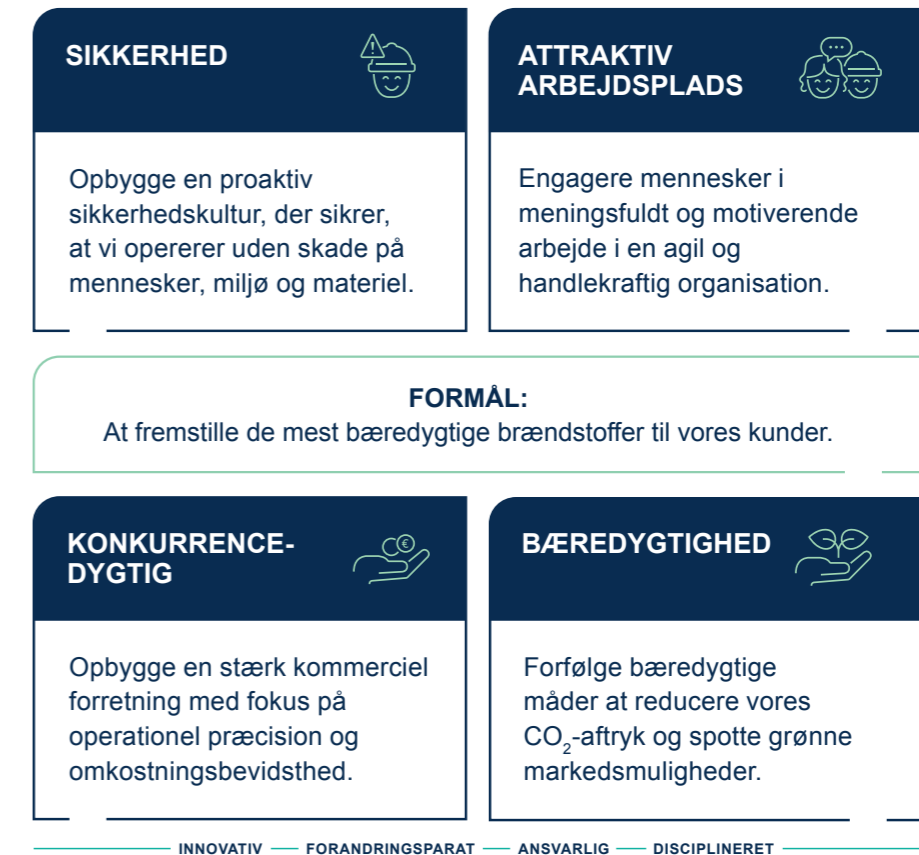 SIKKERHED
Opbygge en proaktiv
sikkerhedskultur, der sikrer,
at vi opererer uden skade på
mennesker, miljø og materiel.
ATTRAKTIV
ARBEJDSPLADS
Engagere mennesker i
meningsfuldt og motiverende
arbejde i en agil og
handlekraftig organisation.
FORMÅL:
At fremstille de mest bæredygtige brændstoffer til vores kunder.
KONKURRENCE-
DYGTIG
Opbygge en stærk kommerciel
forretning med fokus på
operationel præcision og
omkostningsbevidsthed.
BÆREDYGTIGHED
Forfølge bæredygtige
måder at reducere vores
CO₂-aftryk og spotte grønne
markedsmuligheder.
INNOVATIV — FORANDRINGSPARAT — ANSVARLIG — DISCIPLINERET